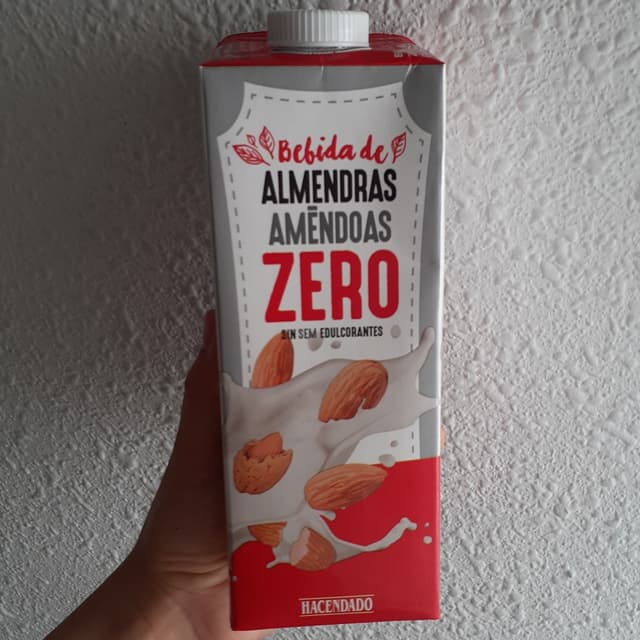 Bebida de
ALMENDRAS
AMÊNDOAS
ZERO
SIN SEM EDULCORANTES
HACENDADO